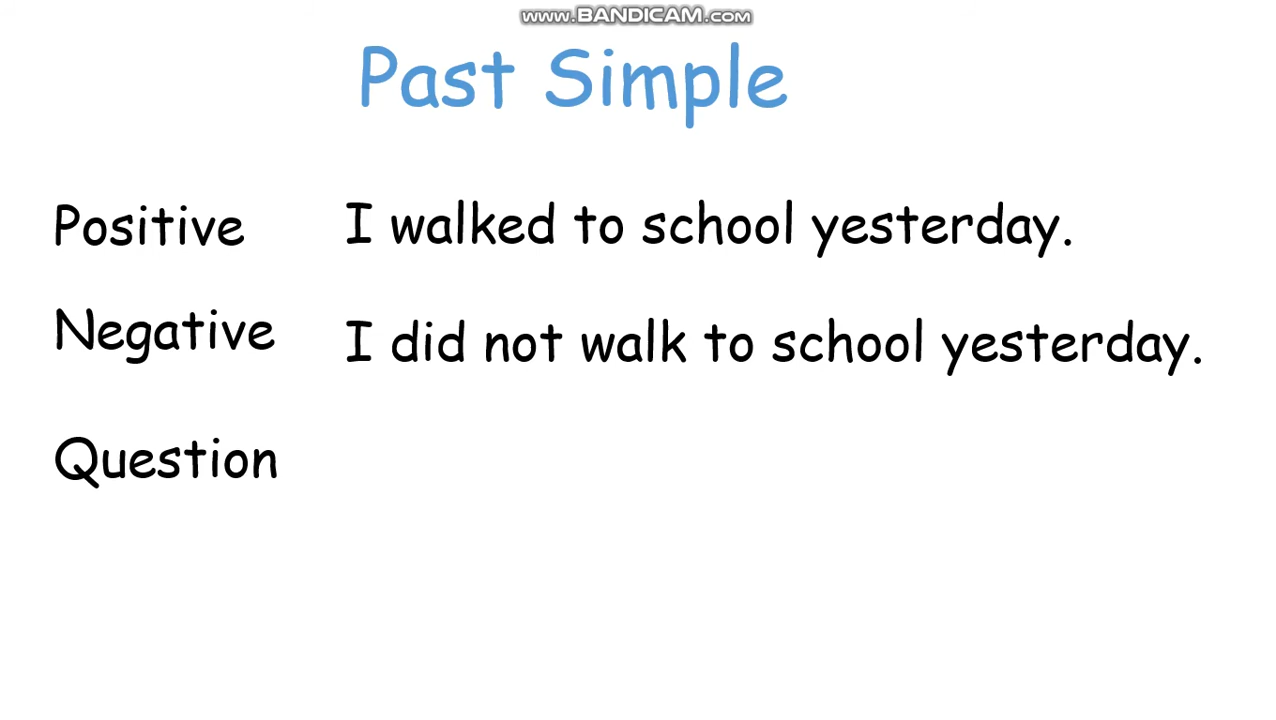 www.BANDICAM.com
Past Simple
Positive I walked to school yesterday.
Negative I did not walk to school yesterday.
Question